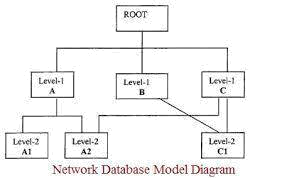 ROOT
Level-1
A
Level-1
B
Level-1
C
Level-2
A1
Level-2
A2
Level-2
C1
Network Database Model Diagram